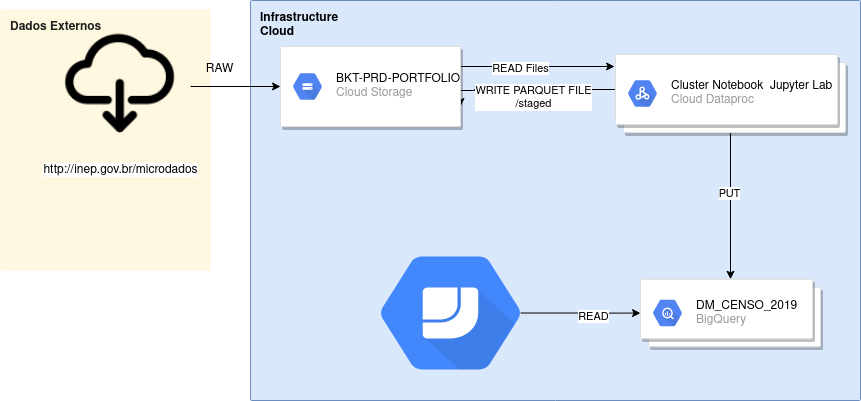 Dados Externos
RAW
http://inep.gov.br/microdados
Infrastructure
Cloud
BKT-PRD-PORTFOLIO
Cloud Storage
READ Files
WRITE PARQUET FILE
/staged
Cluster Notebook Jupyter Lab
Cloud Dataproc
PUT
READ
DM_CENSO_2019
BigQuery